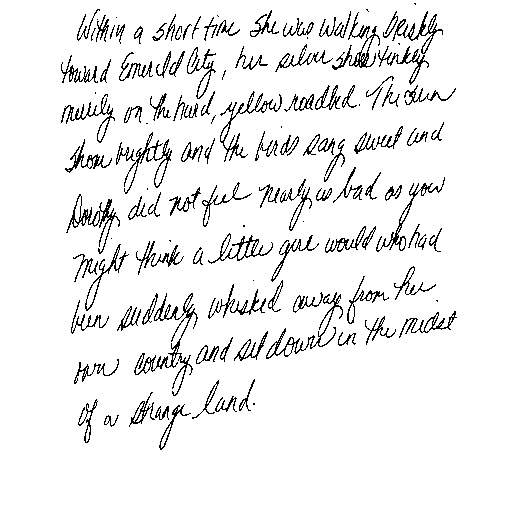 Within a short time she was walking briskly
toward Emerald City, her silver shoes tinkly
merrily on the hard, yellow roadbed. The sun
shone brightly and the birds sang sweet and
Dorothy did not feel nearly as bad as you
might think a little girl would who had
been suddenly whisked away from her
own country and set down in the midst
of a strange land.